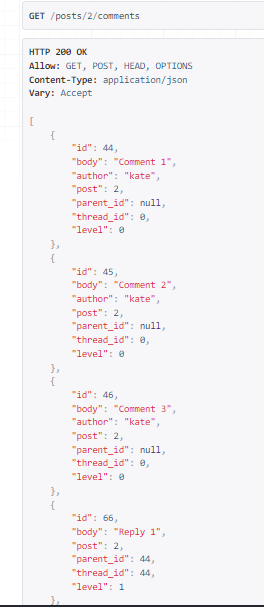 GET /posts/2/comments
HTTP 200 OK
Allow: GET, POST, HEAD, OPTIONS
Content-Type: application/json
Vary: Accept
[
{
"id": 44,
"body": "Comment 1",
"author": "kate",
"post": 2,
"parent_id": null,
"thread_id": 0,
"level": 0
},
{
"id": 45,
"body": "Comment 2",
"author": "kate",
"post": 2,
"parent_id": null,
"thread_id": 0,
"level": 0
},
{
"id": 46,
"body": "Comment 3",
"author": "kate",
"post": 2,
"parent_id": null,
"thread_id": 0,
"level": 0
},
{
"id": 66,
"body": "Reply 1",
"post": 2,
"parent_id": 44,
"thread_id": 44,
"level": 1
},